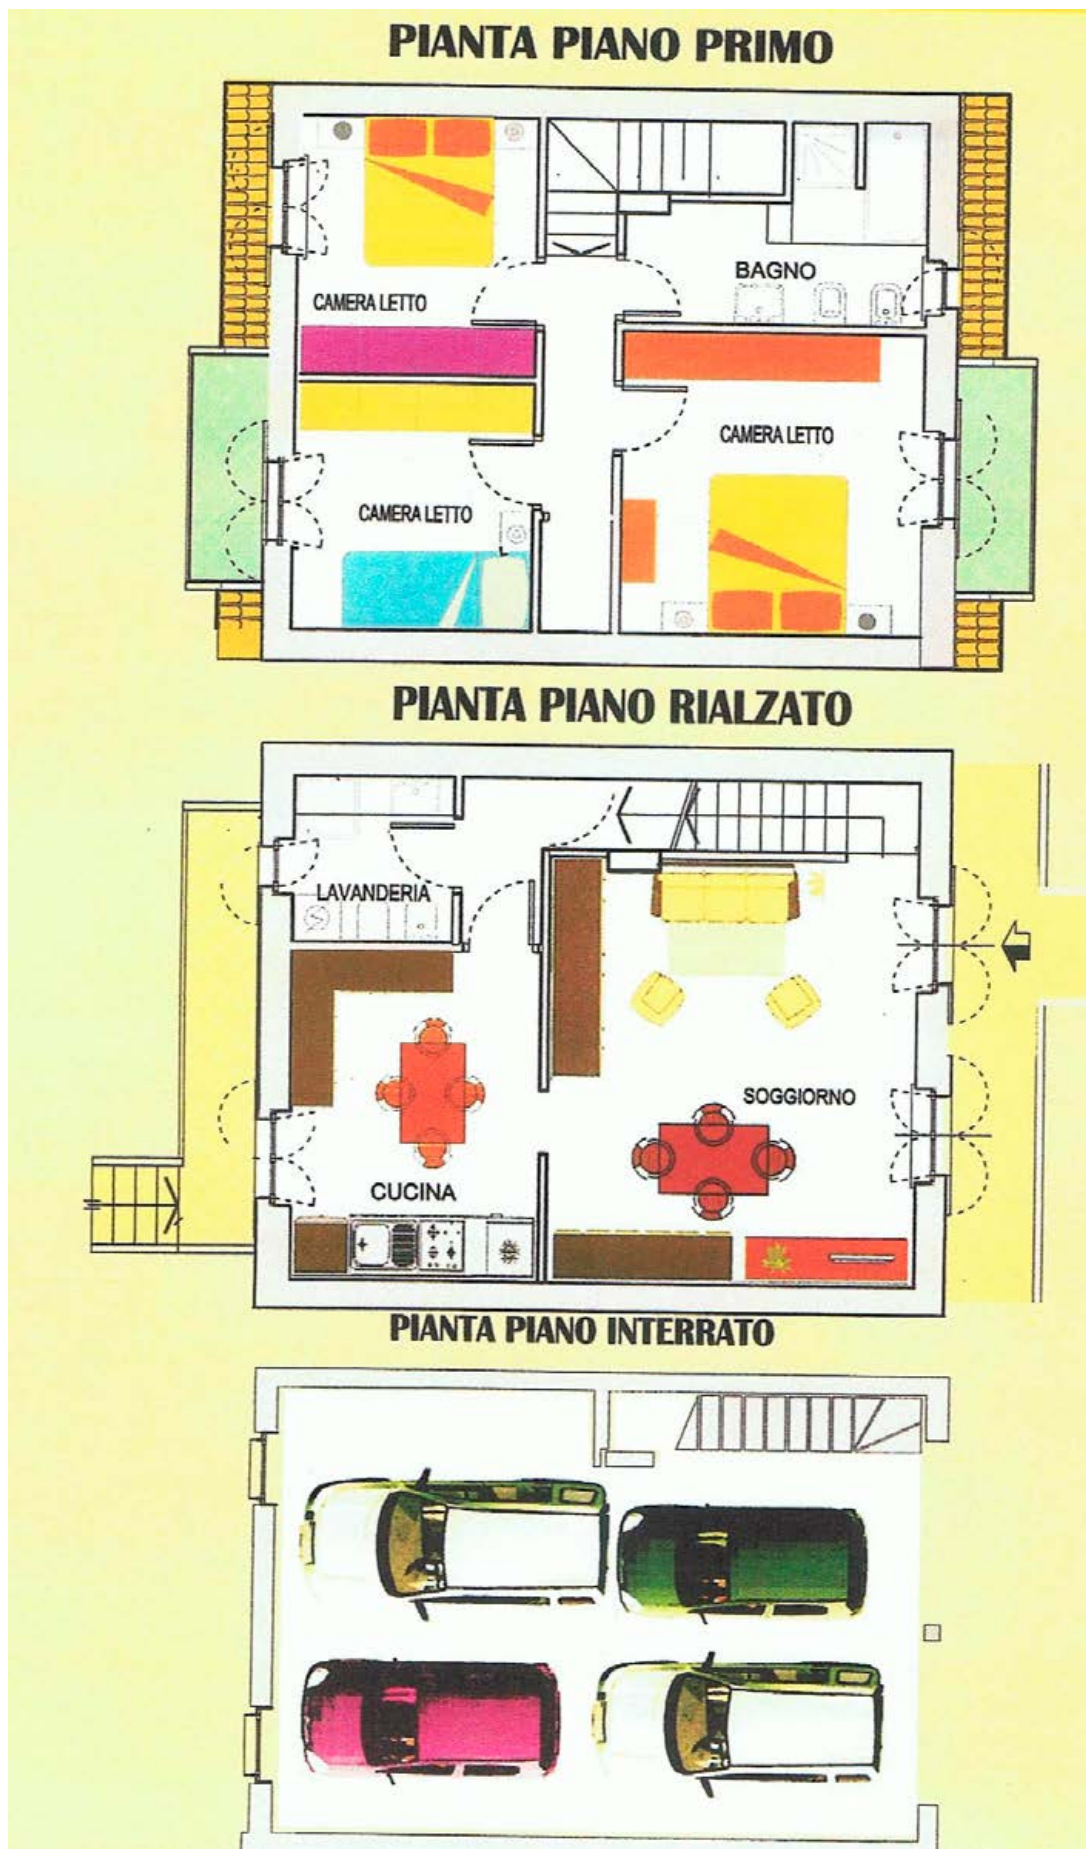 PIANTA PIANO PRIMO
BAGNO
CAMERA LETTO
CAMERA LETTO
CAMERA LETTO
PIANTA PIANO RIALZATO
LAVANDERIA
SOGGIORNO
CUCINA
PIANTA PIANO INTERRATO